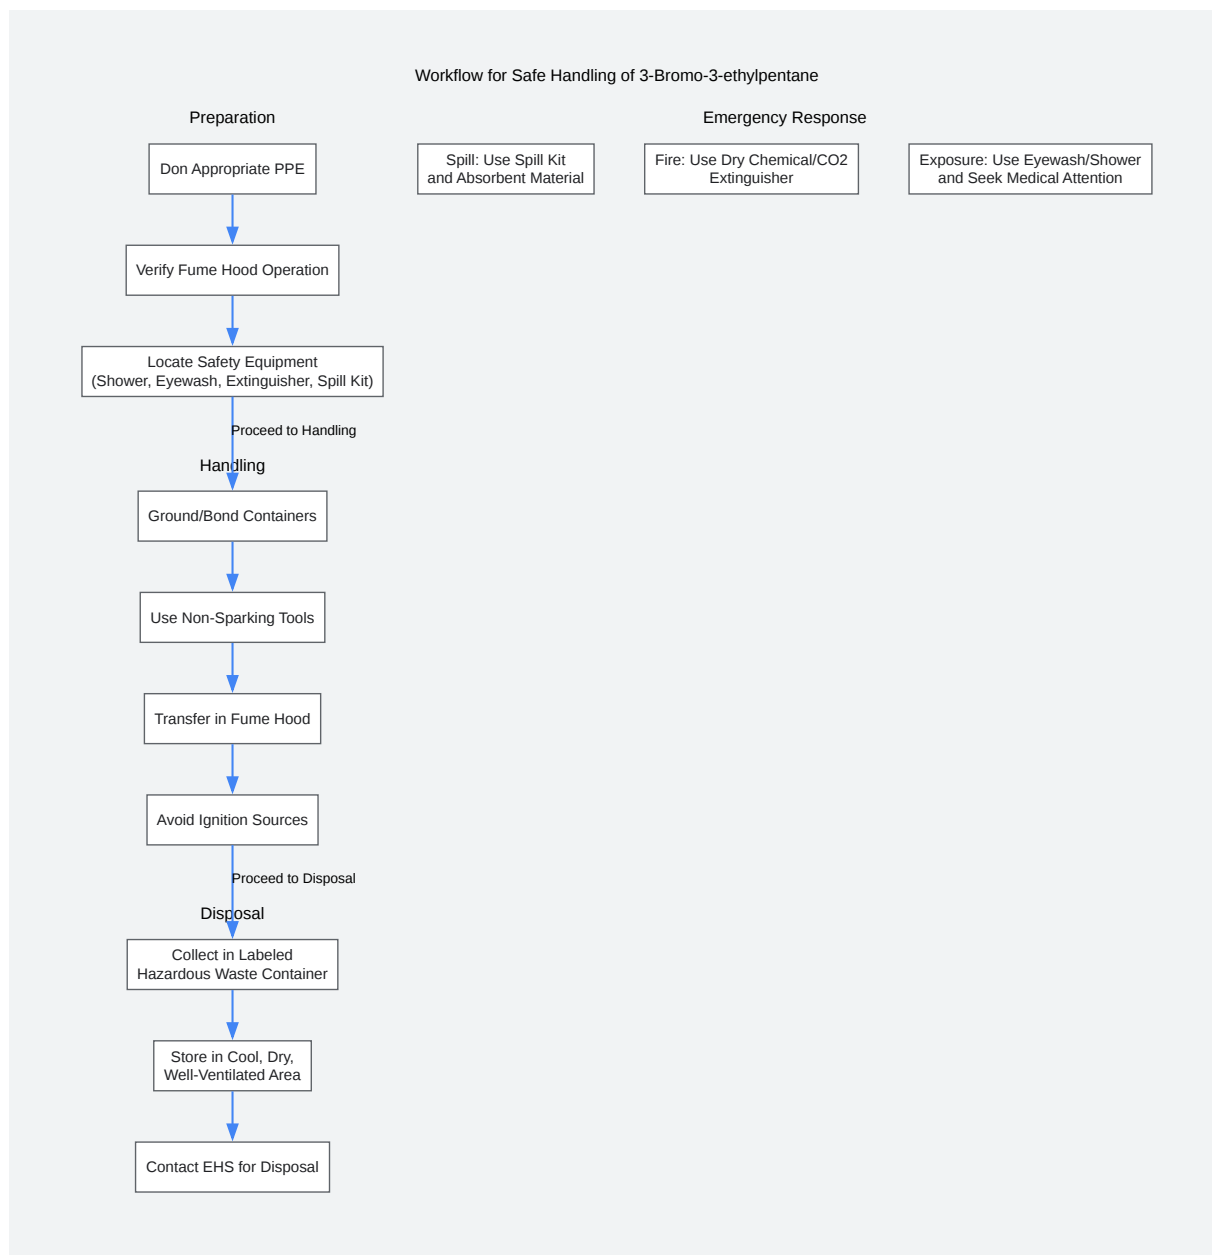 Workflow for Safe Handling of 3-Bromo-3-ethylpentane
Preparation
Don Appropriate PPE
Verify Fume Hood Operation
Locate Safety Equipment
(Shower, Eyewash, Extinguisher, Spill Kit)
Proceed to Handling
Handling
Ground/Bond Containers
Use Non-Sparking Tools
Transfer in Fume Hood
Avoid Ignition Sources
Proceed to Disposal
Disposal
Collect in Labeled
Hazardous Waste Container
Store in Cool, Dry,
Well-Ventilated Area
Contact EHS for Disposal
Emergency Response
Spill: Use Spill Kit
and Absorbent Material
Fire: Use Dry Chemical/CO2
Extinguisher
Exposure: Use Eyewash/Shower
and Seek Medical Attention